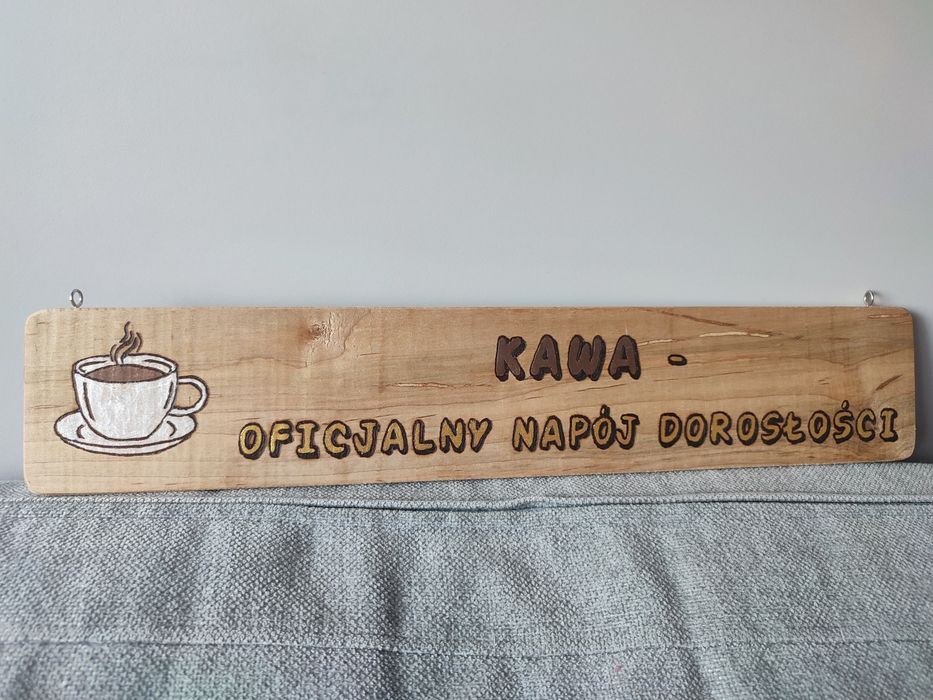 KAWA -
OFICJALNY NAPÓJ DOROSŁOŚCI